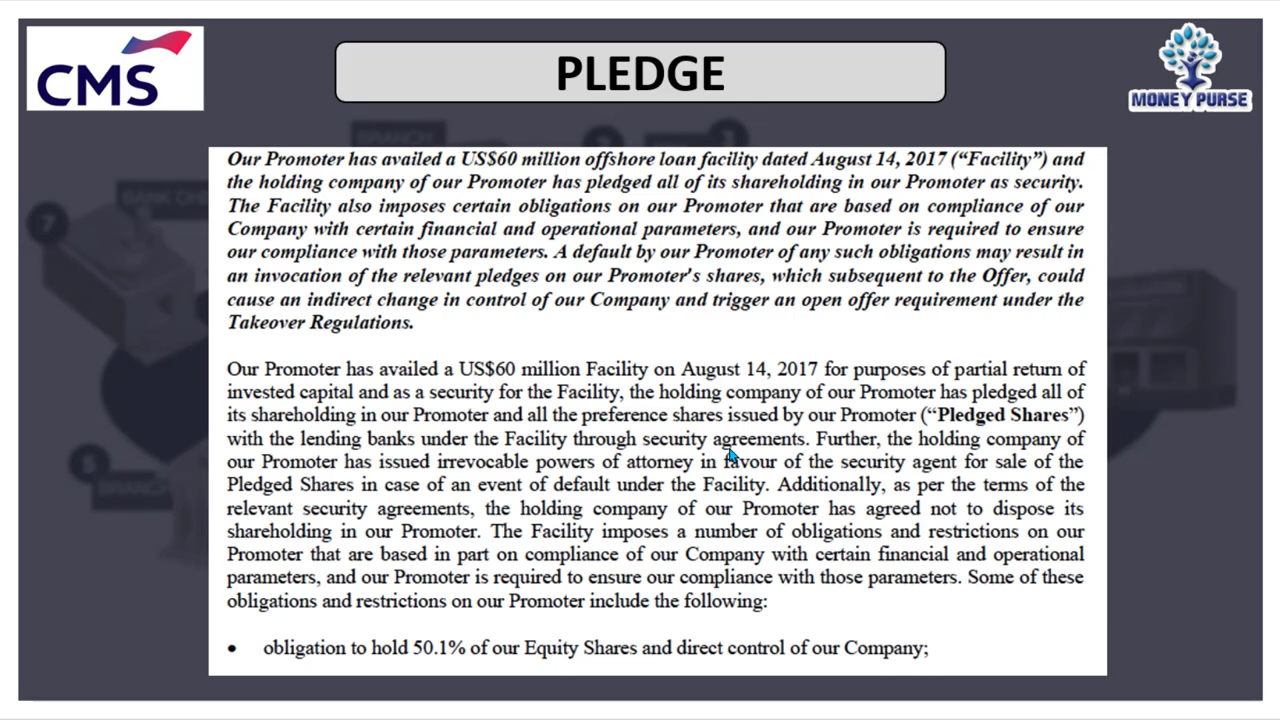 CMS
PLEDGE
MONEY PURSE
Our Promoter has availed a US$60 million offshore loan facility dated August 14, 2017 (“Facility”) and
the holding company of our Promoter has pledged all of its shareholding in our Promoter as security.
The Facility also imposes certain obligations on our Promoter that are based on compliance of our
Company with certain financial and operational parameters, and our Promoter is required to ensure
our compliance with those parameters. A default by our Promoter of any such obligations may result in
an invocation of the relevant pledges on our Promoter's shares, which subsequent to the Offer, could
cause an indirect change in control of our Company and trigger an open offer requirement under the
Takeover Regulations.
Our Promoter has availed a US$60 million Facility on August 14, 2017 for purposes of partial return of
invested capital and as a security for the Facility, the holding company of our Promoter has pledged all of
its shareholding in our Promoter and all the preference shares issued by our Promoter (“Pledged Shares”)
with the lending banks under the Facility through security agreements. Further, the holding company of
our Promoter has issued irrevocable powers of attorney in favour of the security agent for sale of the
Pledged Shares in case of an event of default under the Facility. Additionally, as per the terms of the
relevant security agreements, the holding company of our Promoter has agreed not to dispose its
shareholding in our Promoter. The Facility imposes a number of obligations and restrictions on our
Promoter that are based in part on compliance of our Company with certain financial and operational
parameters, and our Promoter is required to ensure our compliance with those parameters. Some of these
obligations and restrictions on our Promoter include the following:
• obligation to hold 50.1% of our Equity Shares and direct control of our Company;
7
BANK CHE
BRANCH
5
BRANCH